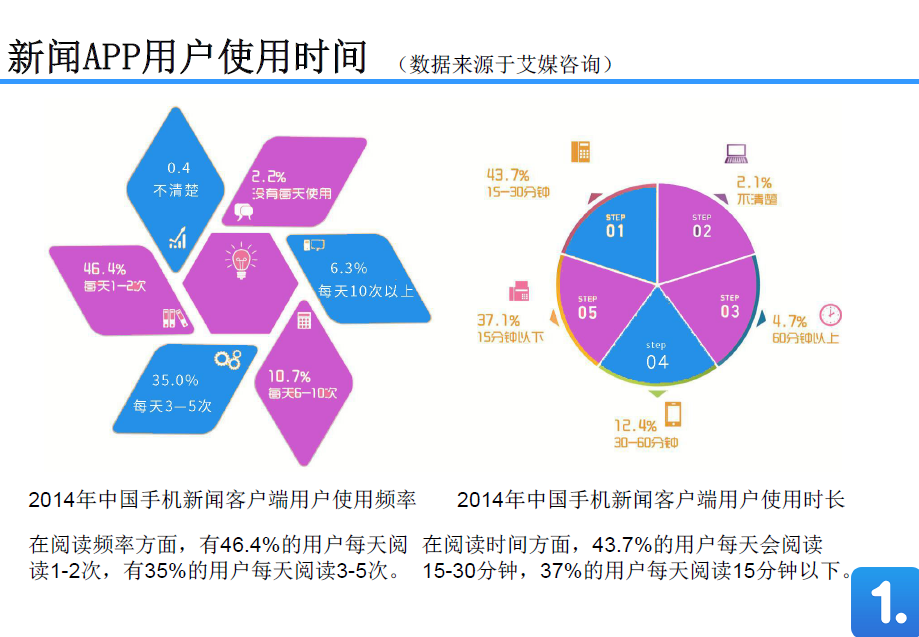 新闻APP用户使用时间 （数据来源于艾媒咨询）
0.4
不清楚
2.2%
没有每天使用
6.3%
每天10次以上
10.7%
每天6—10次
35.0%
每天3—5次
46.4%
每天1—2次
43.7%
15—30分钟
2.1%
不清楚
4.7%
60分钟以上
12.4%
30—60分钟
37.1%
15分钟以下
STEP
01
STEP
02
STEP
03
step
04
STEP
05
2014年中国手机新闻客户端用户使用频率
在阅读频率方面，有46.4%的用户每天阅
读1-2次，有35%的用户每天阅读3-5次。
2014年中国手机新闻客户端用户使用时长
在阅读时间方面，43.7%的用户每天会阅读
15-30分钟，37%的用户每天阅读15分钟以下。
1.